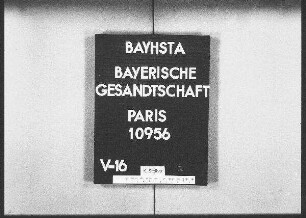 BAYHSTA
BAYERISCHE
GESANDTSCHAFT
PARIS
10956
V-16